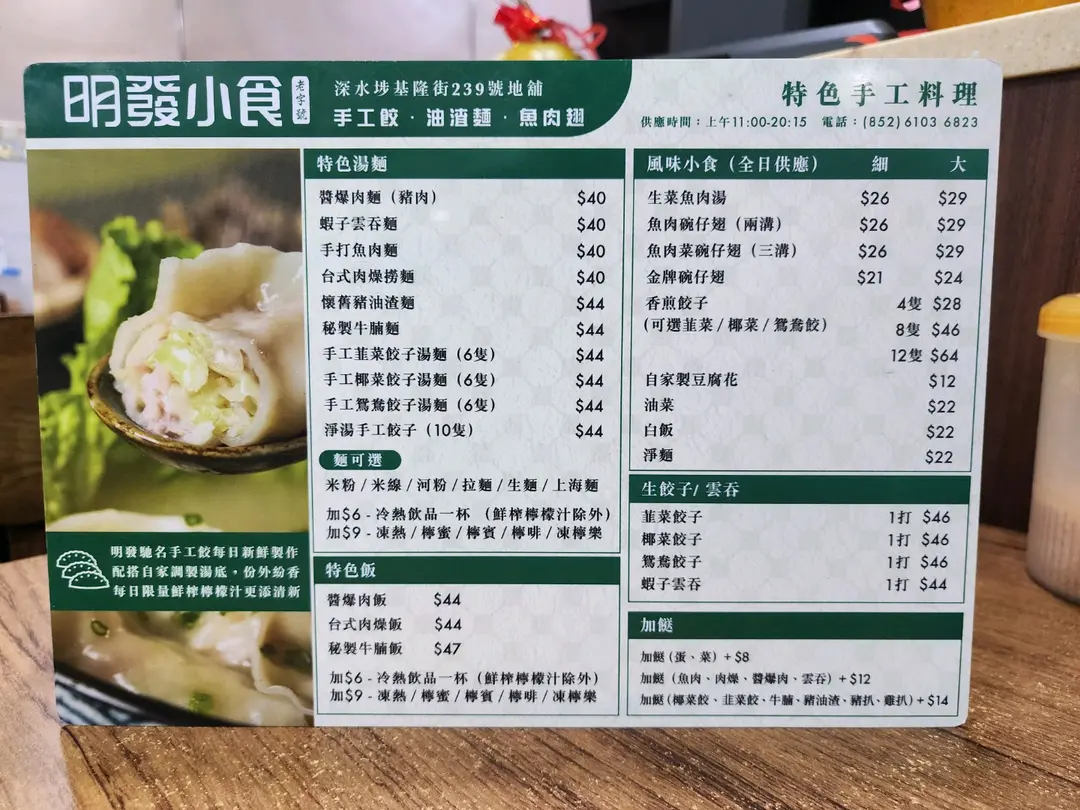 明發小食
老字號
深水埗基隆街239號地舖
手工餃·油渣麵·魚肉翅
特色手工料理
供應時間：上午11:00-20:15 電話：(852) 6103 6823
特色湯麵
醬爆肉麵（豬肉） $40
蝦子雲吞麵 $40
手打魚肉麵 $40
台式肉燥撈麵 $40
懷舊豬油渣麵 $44
秘製牛腩麵 $44
手工韮菜餃子湯麵（6隻） $44
手工椰菜餃子湯麵（6隻） $44
手工鴛鴦餃子湯麵（6隻） $44
淨湯手工餃子（10隻） $44
麵可選
米粉/米線/河粉/拉麵/生麵/上海麵
加$6 - 冷熱飲品一杯（鮮榨檸檬汁除外）
加$9 - 凍熱/檸蜜/檸賓/檸啡/凍檸樂
特色飯
醬爆肉飯 $44
台式肉燥飯 $44
秘製牛腩飯 $47
加$6 - 冷熱飲品一杯（鮮榨檸檬汁除外）
加$9 - 凍熱/檸蜜/檸賓/檸啡/凍檸樂
風味小食（全日供應） 細 大
生菜魚肉湯 $26 $29
魚肉碗仔翅（兩溝） $26 $29
魚肉菜碗仔翅（三溝） $26 $29
金牌碗仔翅 $21 $24
香煎餃子 4隻 $28
(可選韮菜/椰菜/鴛鴦餃) 8隻 $46
12隻 $64
自家製豆腐花 $12
油菜 $22
白飯 $22
淨麵 $22
生餃子/ 雲吞
韮菜餃子 1打 $46
椰菜餃子 1打 $46
鴛鴦餃子 1打 $46
蝦子雲吞 1打 $44
加餸
加餸（蛋、菜）+ $8
加餸（魚肉、肉燥、醬爆肉、雲吞）+ $12
加餸（椰菜餃、韮菜餃、牛腩、豬油渣、豬扒、雞扒）+ $14
明發馳名手工餃每日新鮮製作
配搭自家調製湯底，份外紛香
每日限量鮮榨檸檬汁更添清新